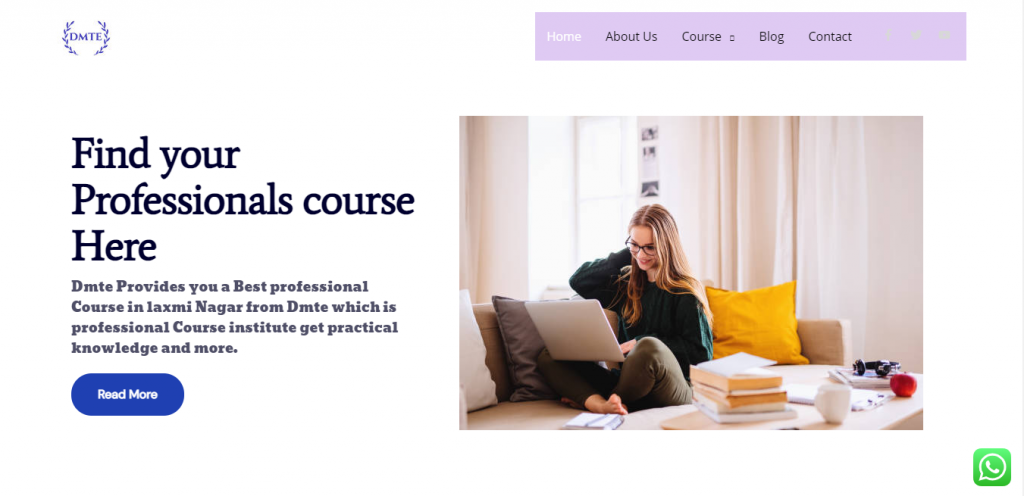 DMTE
Home About Us Course Blog Contact
Find your
Professionals course
Here
Dmte Provides you a Best professional
Course in laxmi Nagar from Dmte which is
professional Course institute get practical
knowledge and more.
Read More